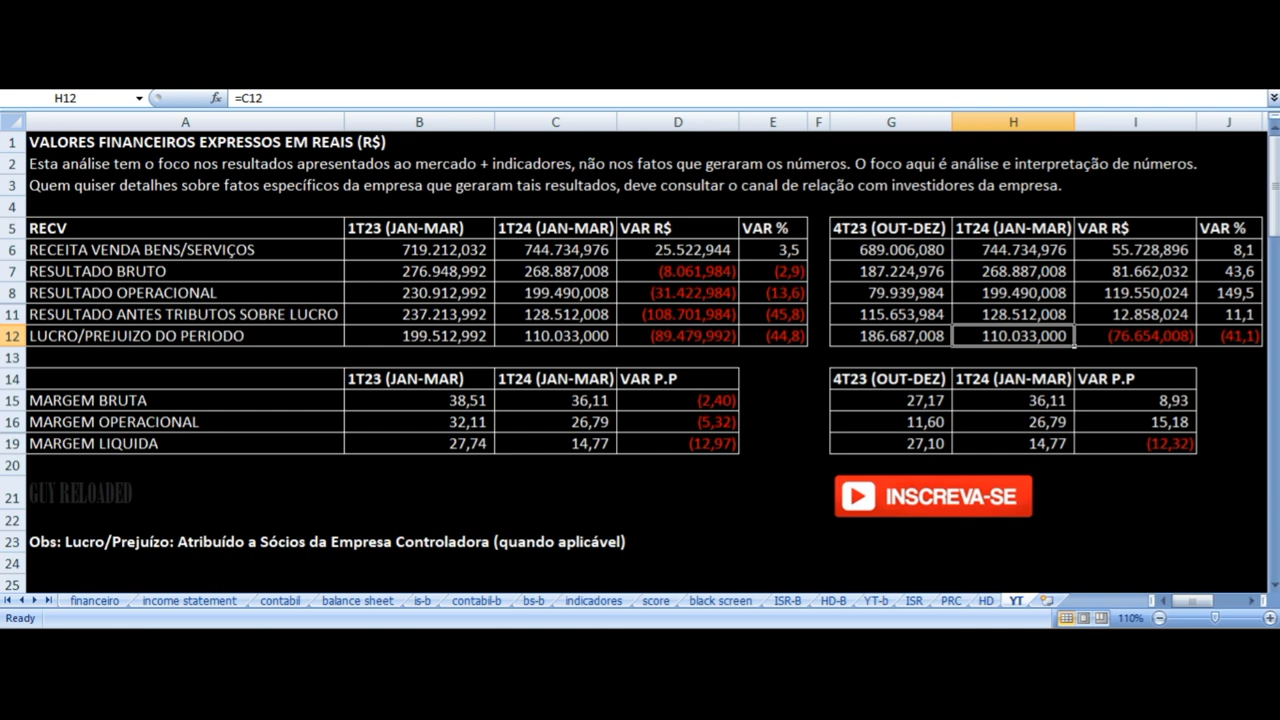 H12 fx =C12
A B C D E F G H I J
1 VALORES FINANCEIROS EXPRESSOS EM REAIS (R$)
2 Esta análise tem o foco nos resultados apresentados ao mercado + indicadores, não nos fatos que geraram os números. O foco aqui é análise e interpretação de números.
3 Quem quiser detalhes sobre fatos específicos da empresa que geraram tais resultados, deve consultar o canal de relação com investidores da empresa.
4
5 RECV 1T23 (JAN-MAR) 1T24 (JAN-MAR) VAR R$ VAR % 4T23 (OUT-DEZ) 1T24 (JAN-MAR) VAR R$ VAR %
6 RECEITA VENDA BENS/SERVIÇOS 719.212,032 744.734,976 25.522,944 3,5 689.006,080 744.734,976 55.728,896 8,1
7 RESULTADO BRUTO 276.948,992 268.887,008 (8.061,984) (2,9) 187.224,976 268.887,008 81.662,032 43,6
8 RESULTADO OPERACIONAL 230.912,992 199.490,008 (31.422,984) (13,6) 79.939,984 199.490,008 119.550,024 149,5
11 RESULTADO ANTES TRIBUTOS SOBRE LUCRO 237.213,992 128.512,008 (108.701,984) (45,8) 115.653,984 128.512,008 12.858,024 11,1
12 LUCRO/PREJUIZO DO PERIODO 199.512,992 110.033,000 (89.479,992) (44,8) 186.687,008 110.033,000 (76.654,008) (41,1)
13
14 1T23 (JAN-MAR) 1T24 (JAN-MAR) VAR P.P 4T23 (OUT-DEZ) 1T24 (JAN-MAR) VAR P.P
15 MARGEM BRUTA 38,51 36,11 (2,40) 27,17 36,11 8,93
16 MARGEM OPERACIONAL 32,11 26,79 (5,32) 11,60 26,79 15,18
19 MARGEM LIQUIDA 27,74 14,77 (12,97) 27,10 14,77 (12,32)
20
21 GUY RELOADED INSCREVA-SE
22
23 Obs: Lucro/Prejuízo: Atribuído a Sócios da Empresa Controladora (quando aplicável)
24
25
financeiro income statement contabil balance sheet is-b contabil-b bs-b indicadores score black screen ISR-B HD-B YT-b ISR PRC HD YT
Ready 110%